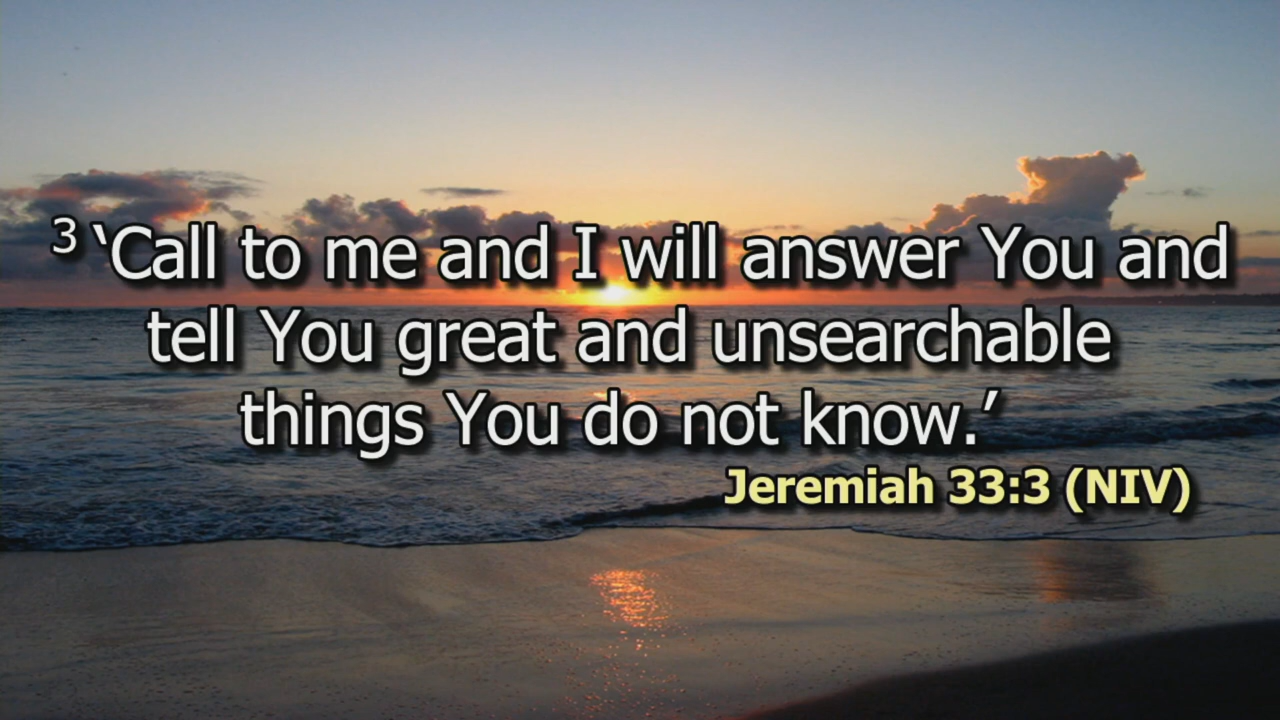 3 ‘Call to me and I will answer You and
tell You great and unsearchable
things You do not know.’
Jeremiah 33:3 (NIV)